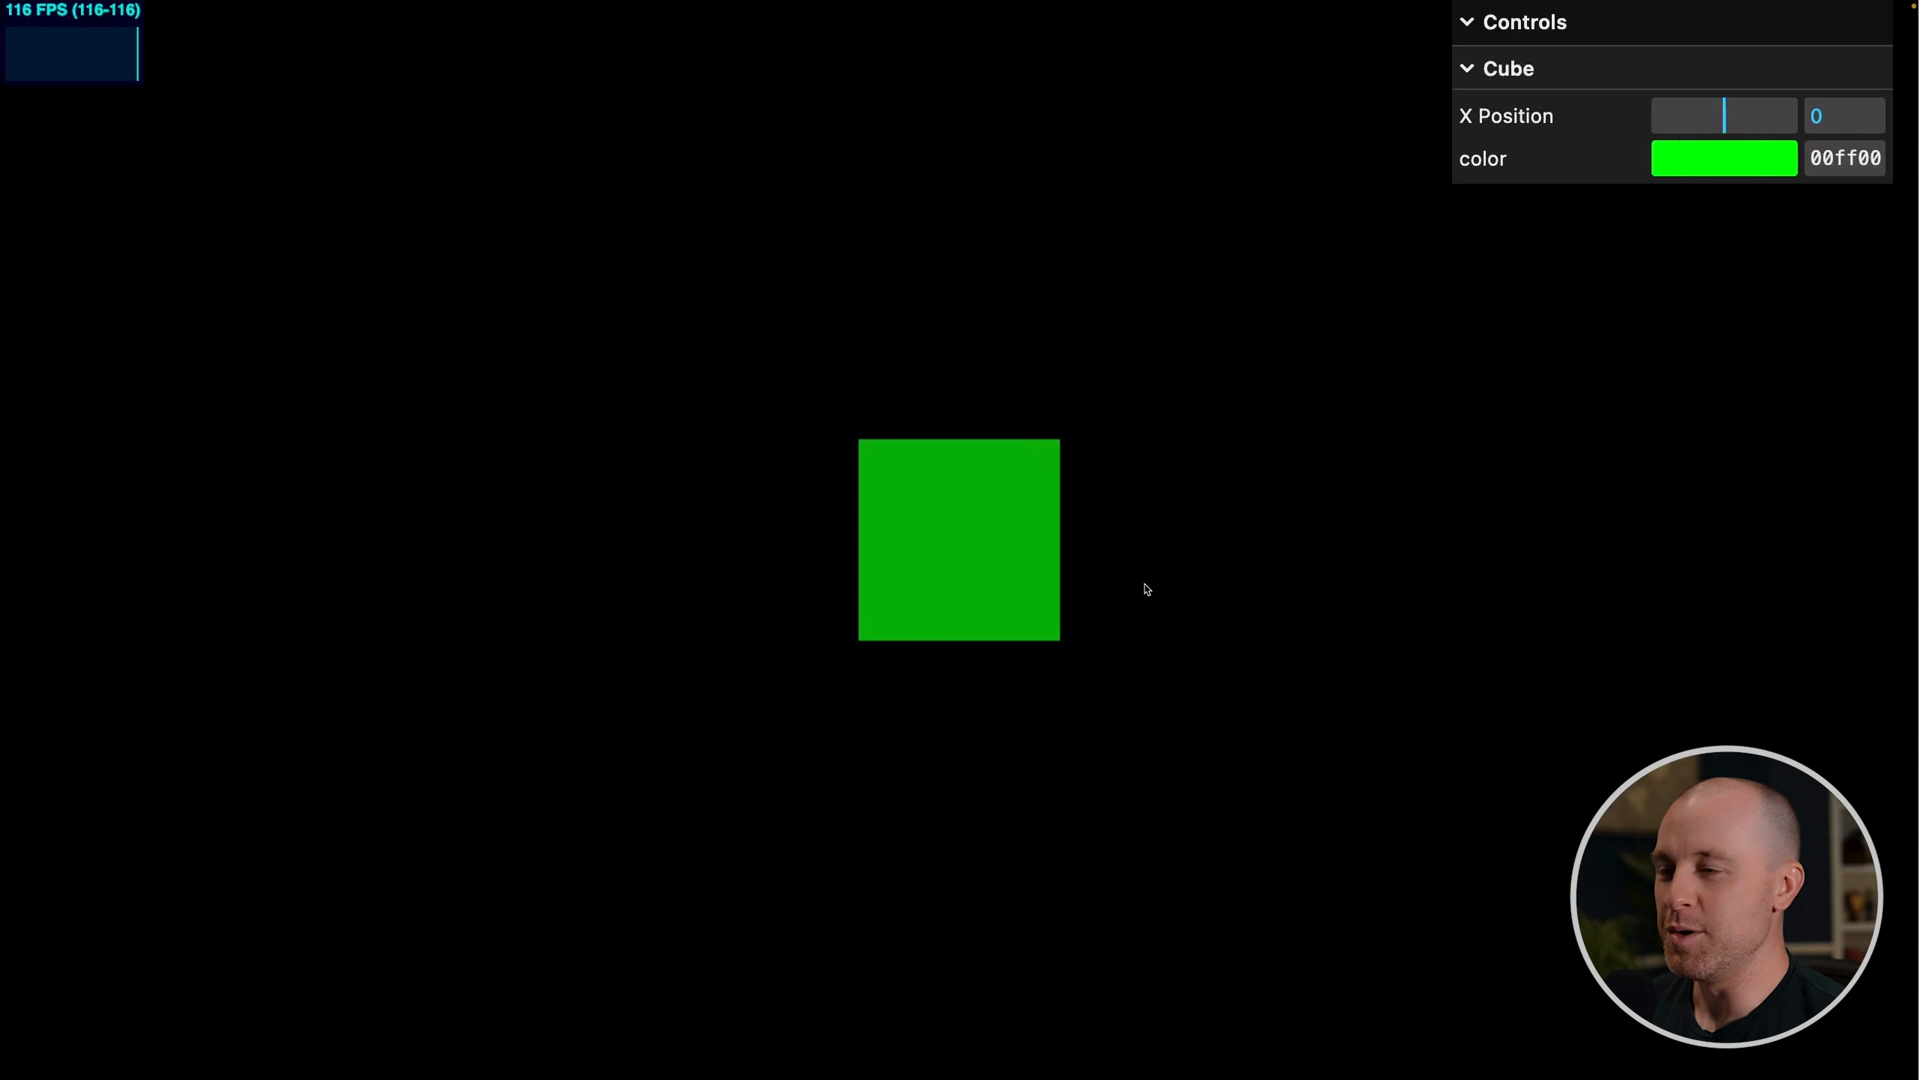 116 FPS (116-116)
Controls
Cube
X Position 0
color 00ff00